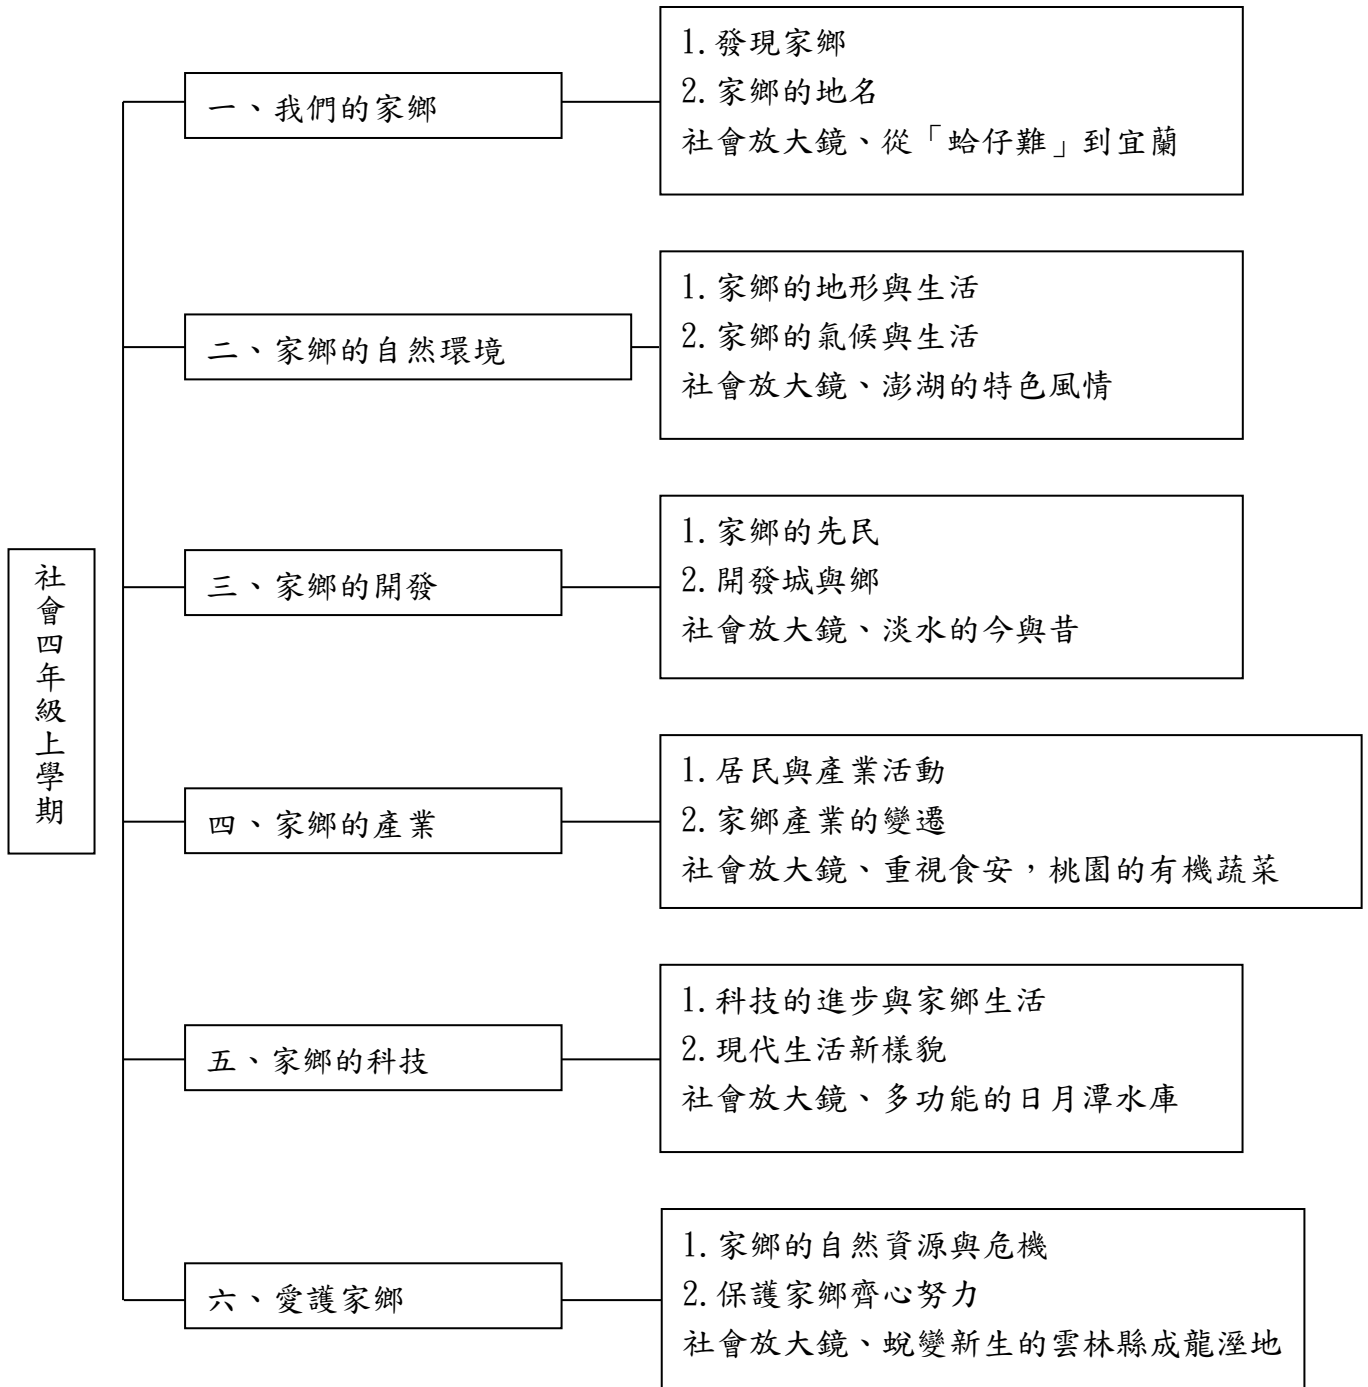 社會四年級上學期
一、我們的家鄉
1.發現家鄉
2.家鄉的地名
社會放大鏡、從「蛤仔難」到宜蘭
二、家鄉的自然環境
1.家鄉的地形與生活
2.家鄉的氣候與生活
社會放大鏡、澎湖的特色風情
三、家鄉的開發
1.家鄉的先民
2.開發城與鄉
社會放大鏡、淡水的今與昔
四、家鄉的產業
1.居民與產業活動
2.家鄉產業的變遷
社會放大鏡、重視食安，桃園的有機蔬菜
五、家鄉的科技
1.科技的進步與家鄉生活
2.現代生活新樣貌
社會放大鏡、多功能的日月潭水庫
六、愛護家鄉
1.家鄉的自然資源與危機
2.保護家鄉齊心努力
社會放大鏡、蛻變新生的雲林縣成龍溼地